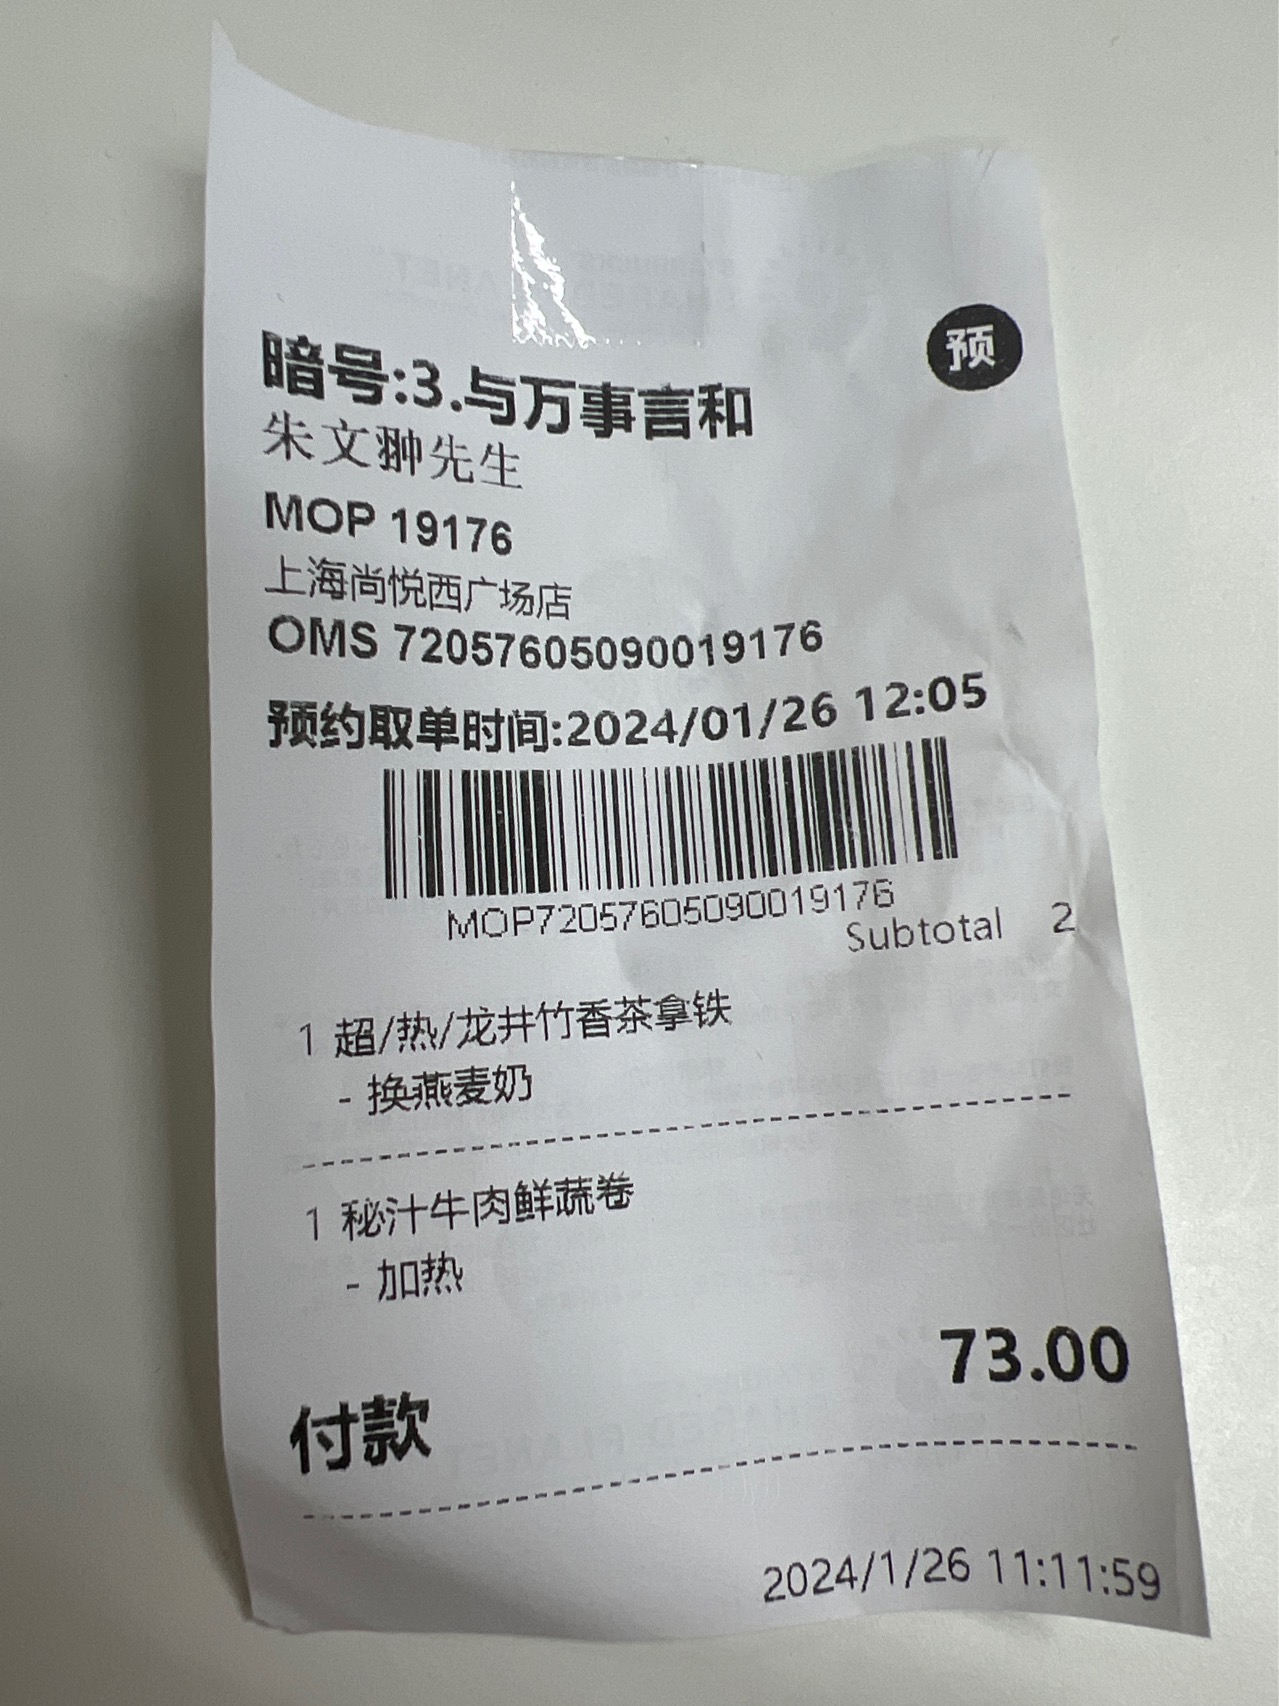 预
暗号:3.与万事言和
朱文翀先生
MOP 19176
上海尚悦西广场店
OMS 72057605090019176
预约取单时间:2024/01/26 12:05
MOP72057605090019176
Subtotal 2
1 超/热/龙井竹香茶拿铁
- 换燕麦奶
1 秘汁牛肉鲜蔬卷
- 加热
73.00
付款
2024/1/26 11:11:59